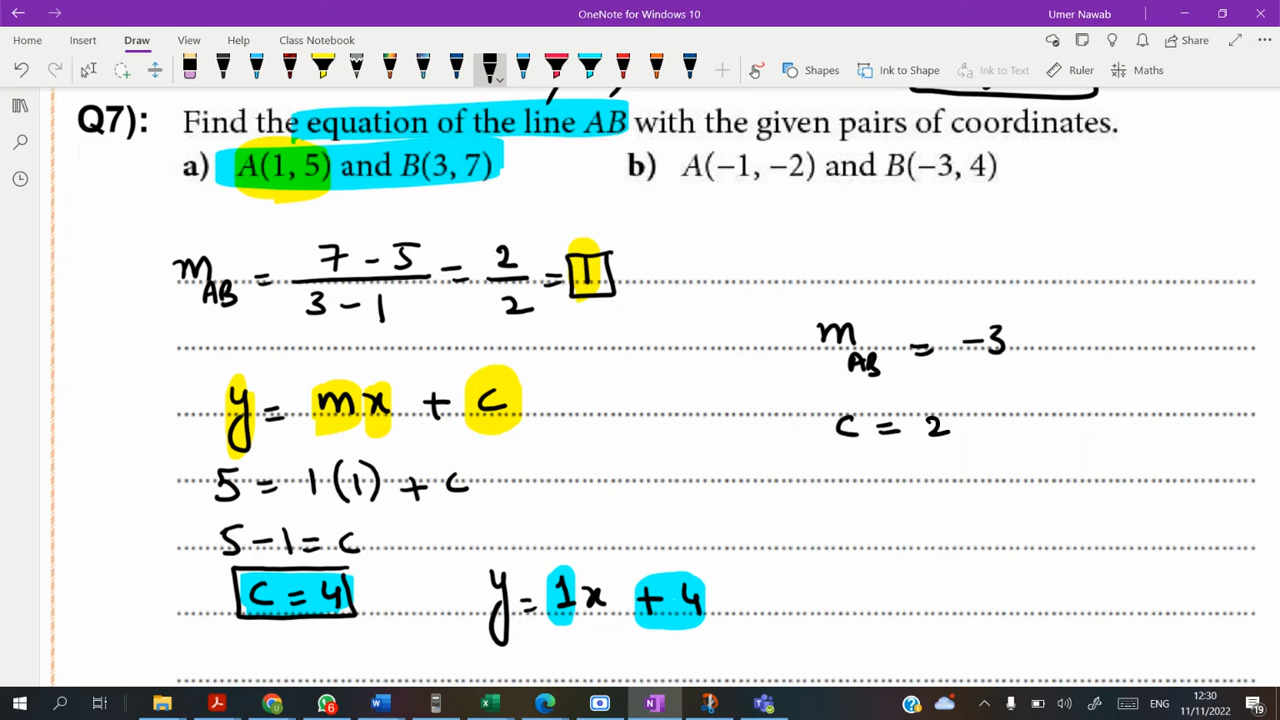 OneNote for Windows 10
Umer Nawab
Home Insert Draw View Help Class Notebook
Share
Shapes Ink to Shape Ink to Text Ruler Maths
Q7): Find the equation of the line AB with the given pairs of coordinates.
a) A(1, 5) and B(3, 7) b) A(−1, −2) and B(−3, 4)
m_AB = (7 - 5)/(3 - 1) = 2/2 = 1
m_AB = -3
y = mx + c
c = 2
5 = 1(1) + c
5 - 1 = c
c = 4
y = 1x + 4
6
ENG
12:30
11/11/2022
19